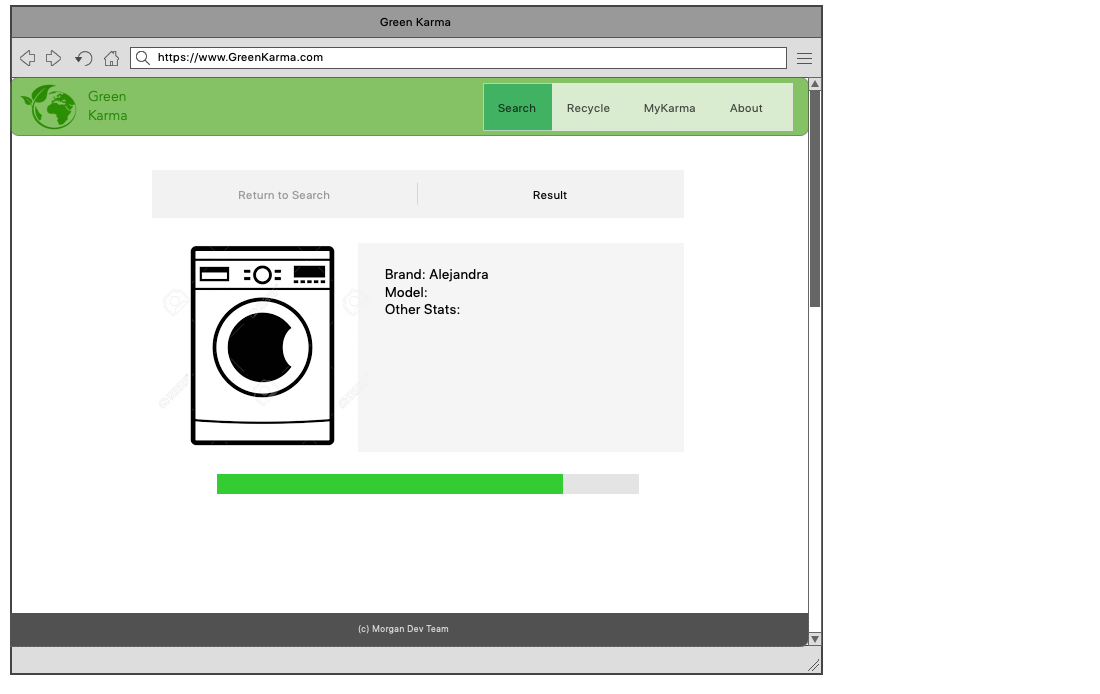 Green Karma
https://www.GreenKarma.com
Green
Karma
Search Recycle MyKarma About
Return to Search Result
Brand: Alejandra
Model:
Other Stats:
(c) Morgan Dev Team